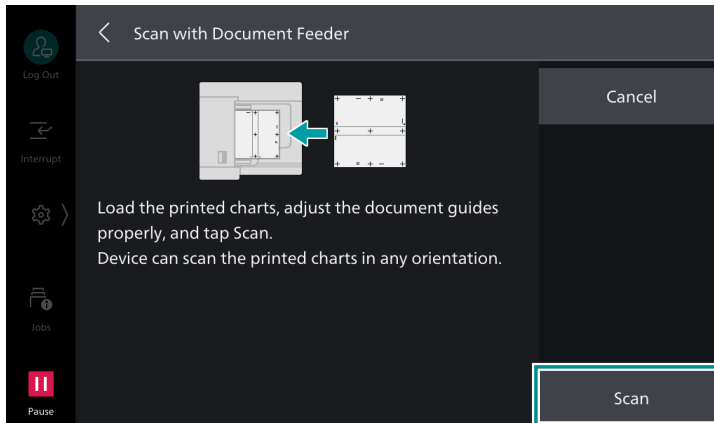 Scan with Document Feeder
Log Out
Cancel
Interrupt
Load the printed charts, adjust the document guides
properly, and tap Scan.
Device can scan the printed charts in any orientation.
Jobs
Pause
Scan